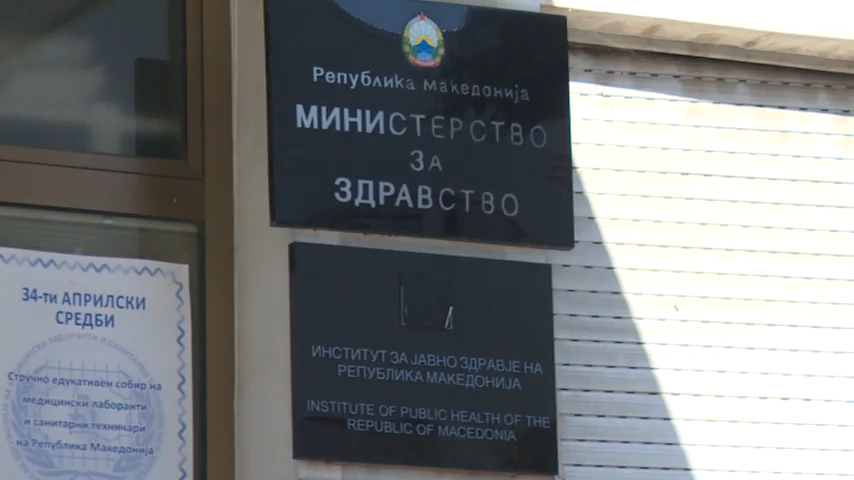 Република Македонија
МИНИСТЕРСТВО
ЗА
ЗДРАВСТВО
ИНСТИТУТ ЗА ЈАВНО ЗДРАВЈЕ НА
РЕПУБЛИКА МАКЕДОНИЈА
INSTITUTE OF PUBLIC HEALTH OF THE
REPUBLIC OF MACEDONIA
34-ти АПРИЛСКИ
СРЕДБИ
Стручно едукативен собир на
медицински лаборанти
и санитарни техничари
на Република Македонија